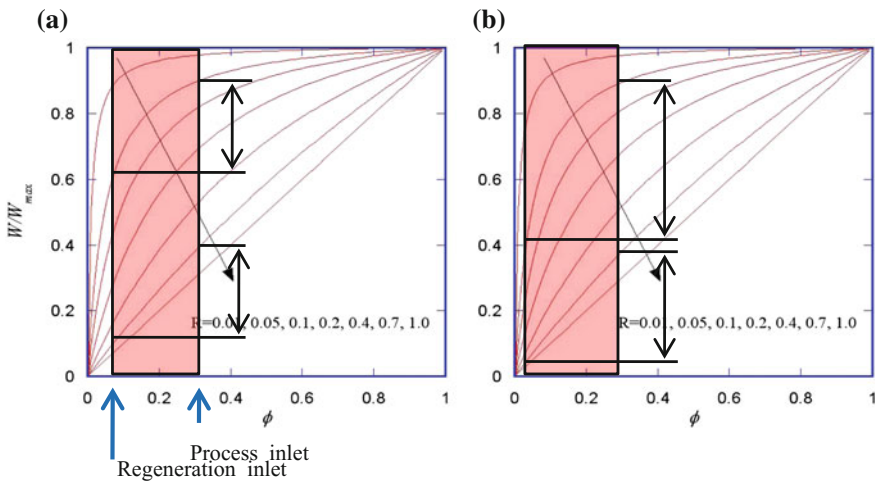 (a)
(b)
1
0.8
0.6
0.4
0.2
0
W/W max
R=0.01, 0.05, 0.1, 0.2, 0.4, 0.7, 1.0
0 0.2 0.4 0.6 0.8 1
ϕ
Process inlet
Regeneration inlet
1
0.8
0.6
0.4
0.2
0
R=0.01, 0.05, 0.1, 0.2, 0.4, 0.7, 1.0
0 0.2 0.4 0.6 0.8 1
ϕ